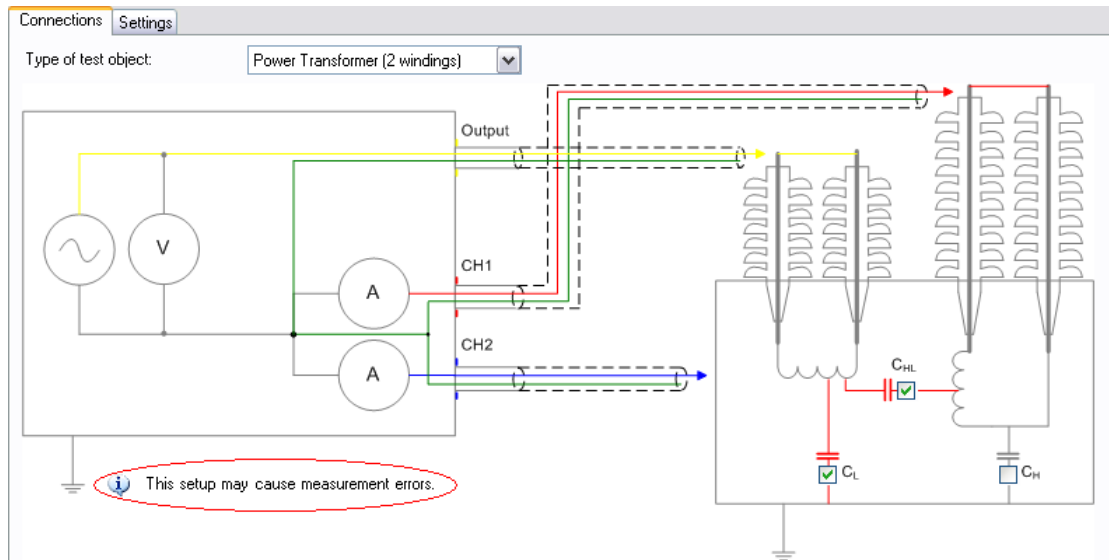 Connections Settings
Type of test object: Power Transformer (2 windings)
Output
V
CH1
A
CH2
A
CHL
CL
CH
This setup may cause measurement errors.